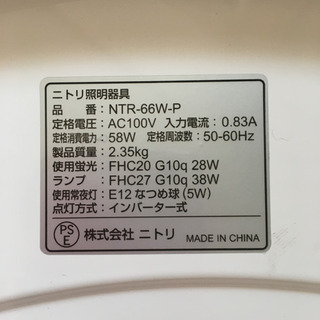 ニトリ照明器具
品 番 : NTR-66W-P
定格電圧 : AC100V 入力電流 : 0.83A
定格消費電力 : 58W 定格周波数 : 50-60Hz
製品質量 : 2.35kg
使用蛍光 : FHC20 G10q 28W
ランプ : FHC27 G10q 38W
使用常夜灯 : E12 なつめ球 (5W)
点灯方式 : インバーター式
PS E 株式会社 ニトリ MADE IN CHINA